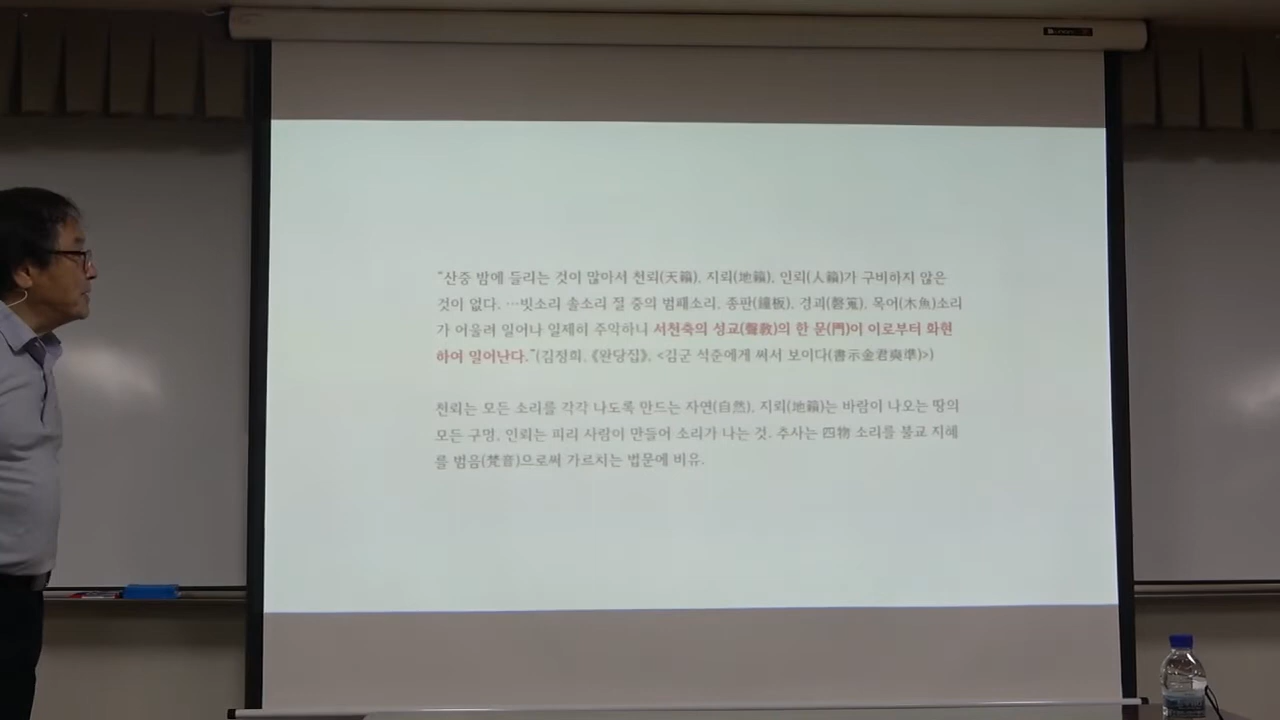 “산중 밤에 들리는 것이 많아서 천뢰(天籟), 지뢰(地籟), 인뢰(人籟)가 구비하지 않은
것이 없다. …빗소리 솔소리 절 중의 범패소리, 종판(鐘板), 경괴(磬蒐), 목어(木魚)소리
가 어울려 일어나 일제히 주악하니 서천축의 성교(聲敎)의 한 문(門)이 이로부터 화현
하여 일어난다.”(김정희, 《완당집》, <김군 석준에게 써서 보이다(書示金君奭準)>)
천뢰는 모든 소리를 각각 나도록 만드는 자연(自然), 지뢰(地籟)는 바람이 나오는 땅의
모든 구멍, 인뢰는 피리 사람이 만들어 소리가 나는 것. 추사는 四物 소리를 불교 지혜
를 범음(梵音)으로써 가르치는 법문에 비유.